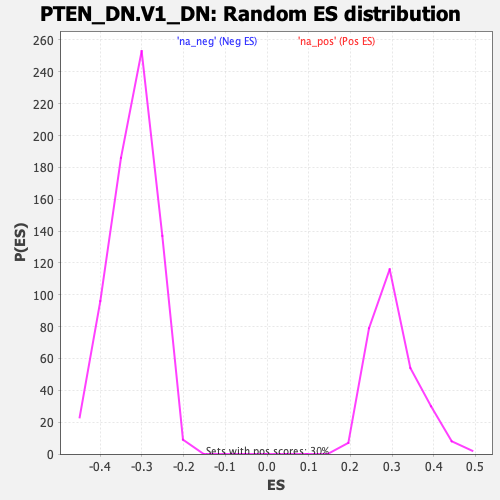 PTEN_DN.V1_DN: Random ES distribution
'na_neg' (Neg ES)
'na_pos' (Pos ES)
260
240
220
200
180
160
140
120
100
80
60
40
20
0
P(ES)
Sets with pos scores: 30%
-0.4 -0.3 -0.2 -0.1 0.0 0.1 0.2 0.3 0.4 0.5
ES